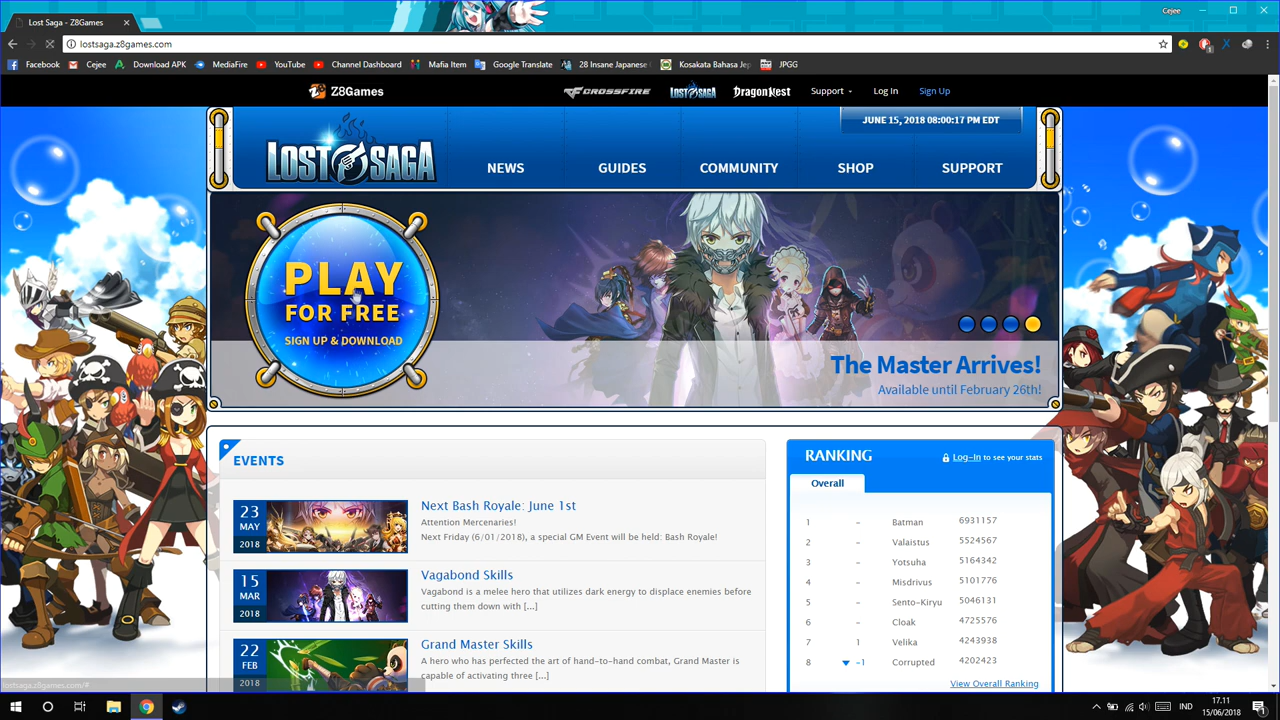 Lost Saga - Z8Games
Cejee
lostsaga.z8games.com
Facebook
Cejee
Download APK
MediaFire
YouTube
Channel Dashboard
Mafia Item
Google Translate
28 Insane Japanese
Kosakata Bahasa Jep
JPGG
Z8Games
CROSSFIRE
LOST SAGA
DragonNest
Support
Log In
Sign Up
JUNE 15, 2018 08:00:17 PM EDT
LOST SAGA
NEWS
GUIDES
COMMUNITY
SHOP
SUPPORT
PLAY
FOR FREE
SIGN UP & DOWNLOAD
The Master Arrives!
Available until February 26th!
EVENTS
23
MAY
2018
Next Bash Royale: June 1st
Attention Mercenaries!
Next Friday (6/01/2018), a special GM Event will be held: Bash Royale!
15
MAR
2018
Vagabond Skills
Vagabond is a melee hero that utilizes dark energy to displace enemies before
cutting them down with [...]
22
FEB
2018
Grand Master Skills
A hero who has perfected the art of hand-to-hand combat, Grand Master is
capable of activating three [...]
RANKING
Log-In to see your stats
Overall
1 – Batman 6931157
2 – Valaistus 5524567
3 – Yotsuha 5164342
4 – Misdrivus 5101776
5 – Sento-Kiryu 5046131
6 – Cloak 4725576
7 1 Velika 4243938
8 -1 Corrupted 4202423
View Overall Ranking
lostsaga.z8games.com/#
IND
17.11
15/06/2018